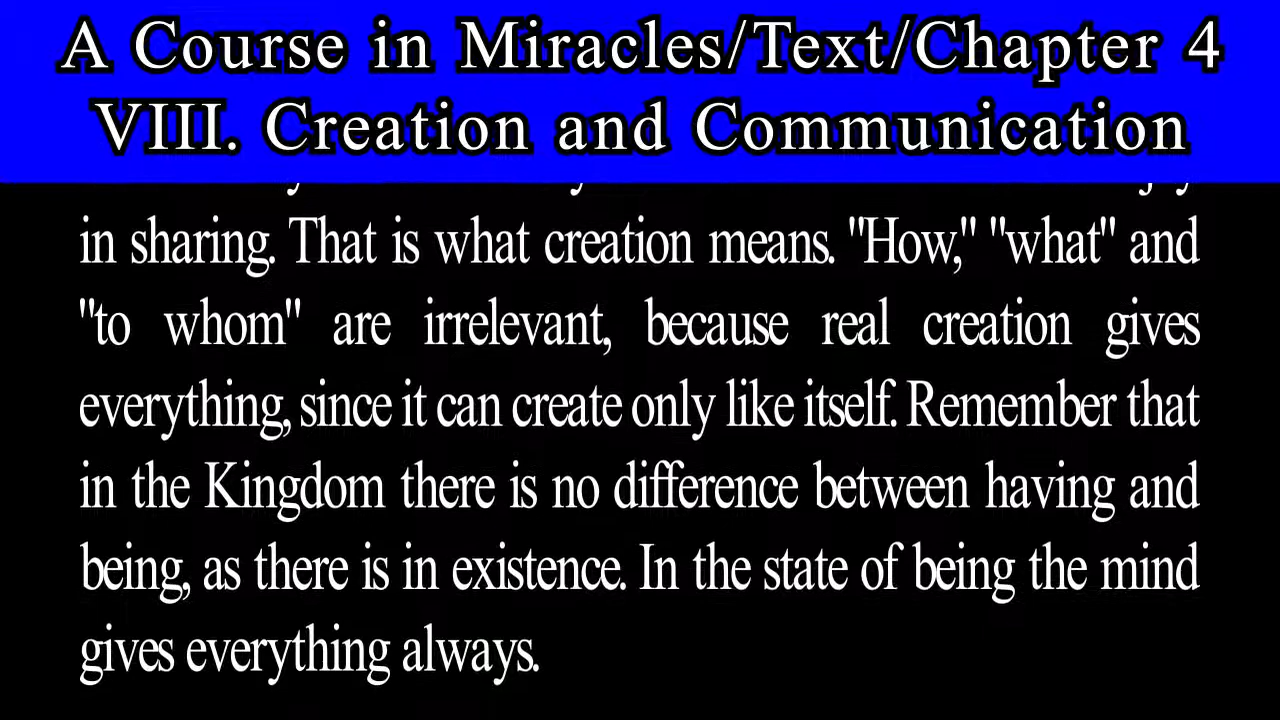 A Course in Miracles/Text/Chapter 4
VIII. Creation and Communication
in sharing. That is what creation means. "How," "what" and
"to whom" are irrelevant, because real creation gives
everything, since it can create only like itself. Remember that
in the Kingdom there is no difference between having and
being, as there is in existence. In the state of being the mind
gives everything always.